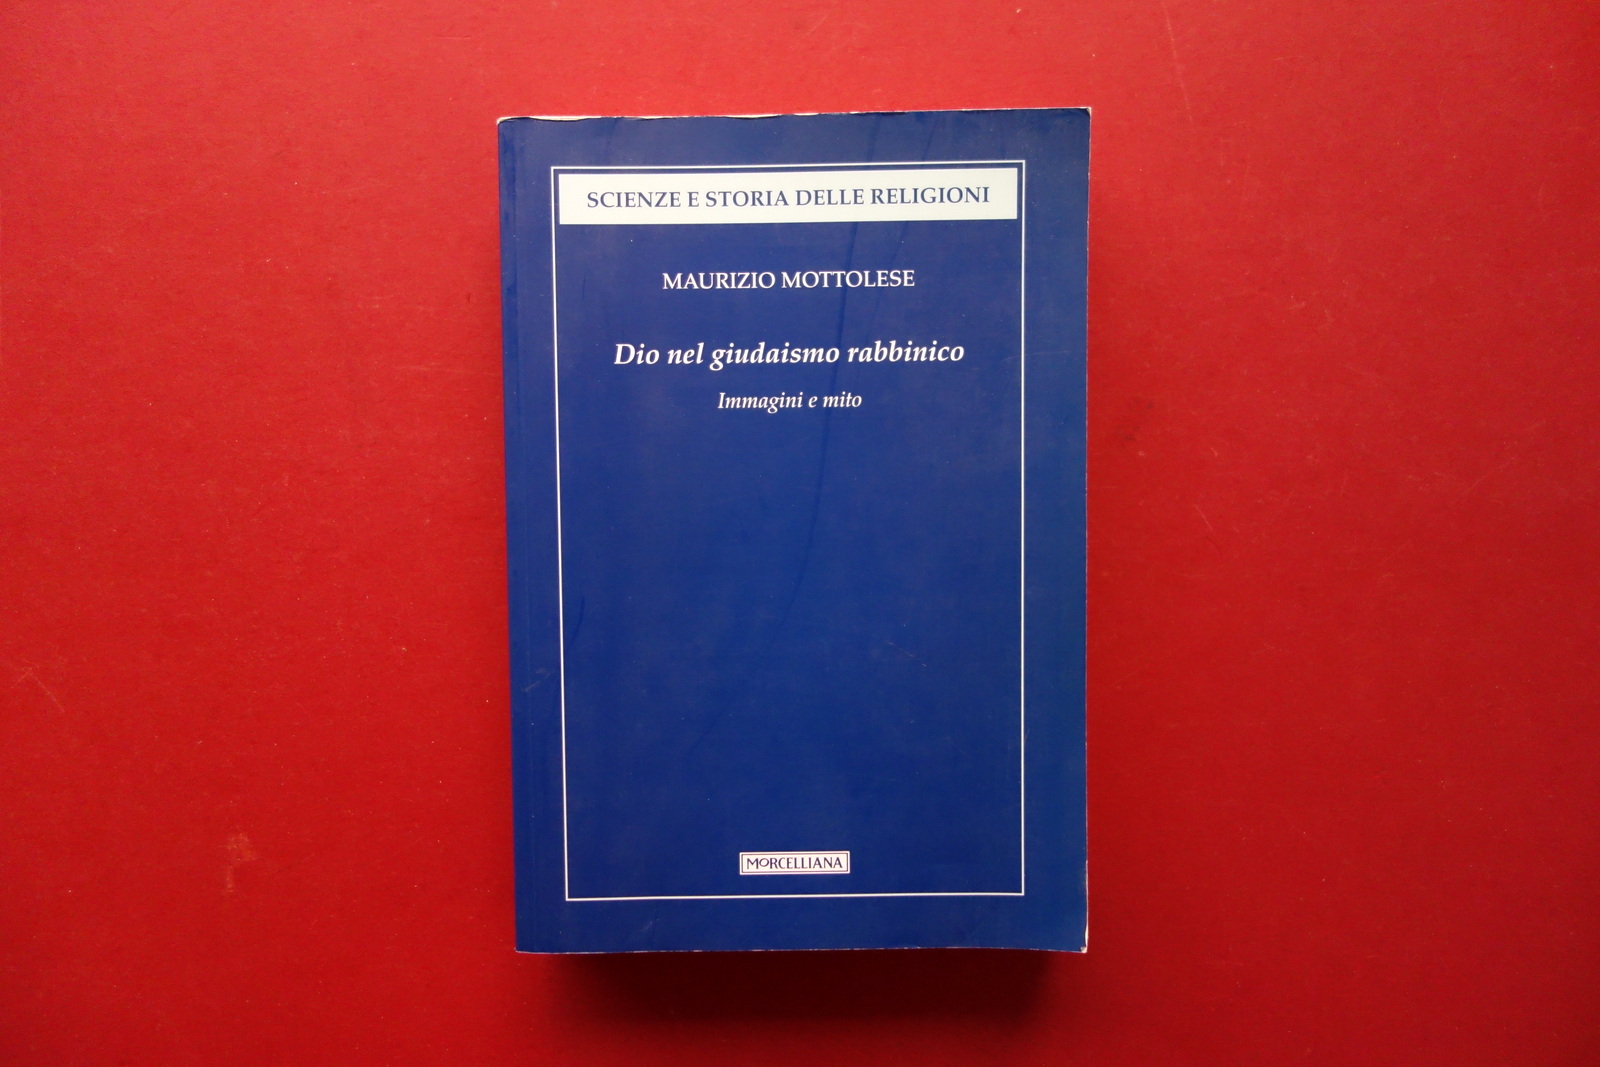 SCIENZE E STORIA DELLE RELIGIONI
MAURIZIO MOTTOLESE
Dio nel giudaismo rabbinico
Immagini e mito
MORCELLIANA